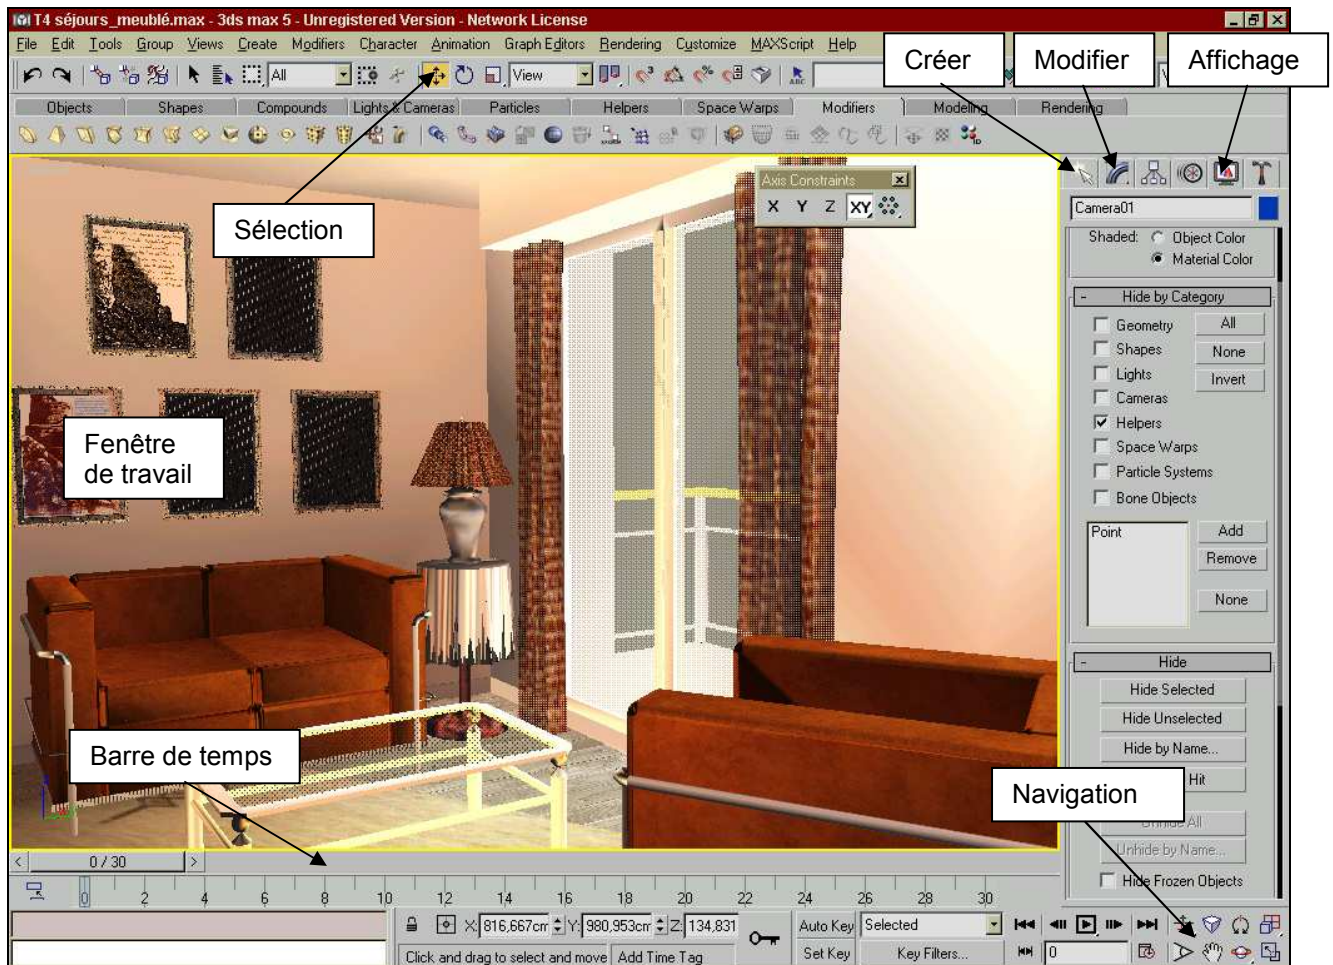 T4 séjours_meublé.max - 3ds max 5 - Unregistered Version - Network License
File Edit Tools Group Views Create Modifiers Character Animation Graph Editors Rendering Customize MAXScript Help
Créer
Modifier
Affichage
All
View
ABC
Objects Shapes Compounds Lights & Cameras Particles Helpers Space Warps Modifiers Modeling Rendering
Axis Constraints
X Y Z XY
Camera01
Sélection
Shaded: Object Color
Material Color
- Hide by Category
Geometry All
Shapes None
Lights Invert
Cameras
Helpers
Space Warps
Particle Systems
Bone Objects
Fenêtre
de travail
Point Add
Remove
None
- Hide
Hide Selected
Hide Unselected
Hide by Name...
Hit
Barre de temps
Navigation
Unhide All
Unhide by Name...
Hide Frozen Objects
< 0 / 30 >
0 2 4 6 8 10 12 14 16 18 20 22 24 26 28 30
X: 816,667cm Y: 980,953cm Z: 134,831
Auto Key Selected
Click and drag to select and move Add Time Tag
Set Key Key Filters...
0